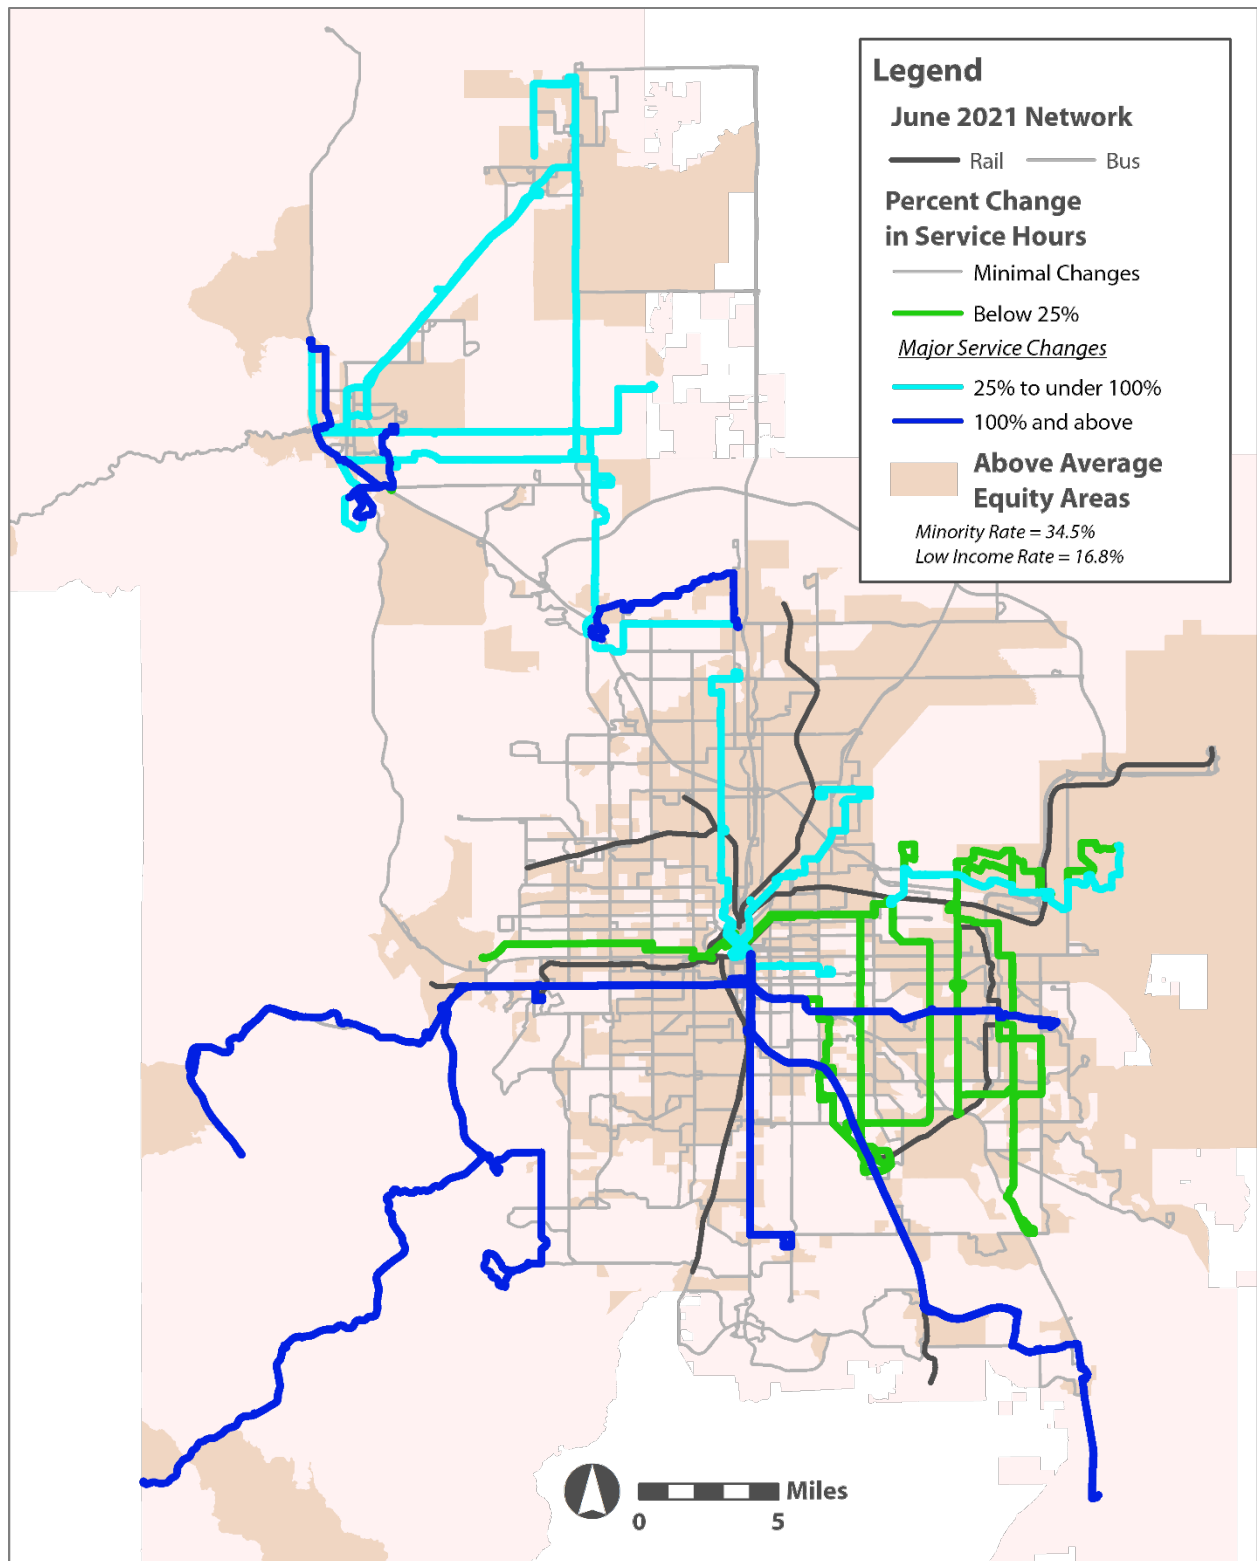 Legend
June 2021 Network
Rail Bus
Percent Change
in Service Hours
Minimal Changes
Below 25%
Major Service Changes
25% to under 100%
100% and above
Above Average
Equity Areas
Minority Rate = 34.5%
Low Income Rate = 16.8%
Miles
0 5